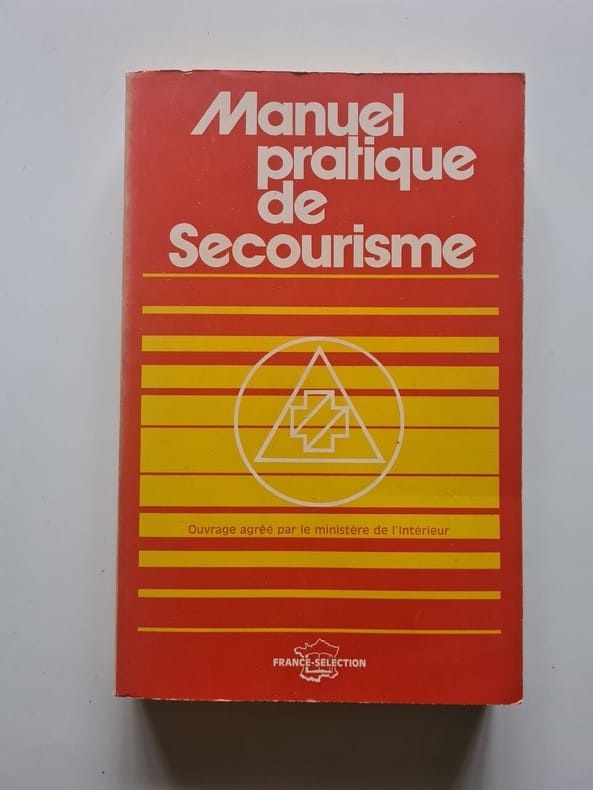 Manuel
pratique
de
Secourisme
Ouvrage agréé par le ministère de l'Intérieur
FRANCE-SELECTION